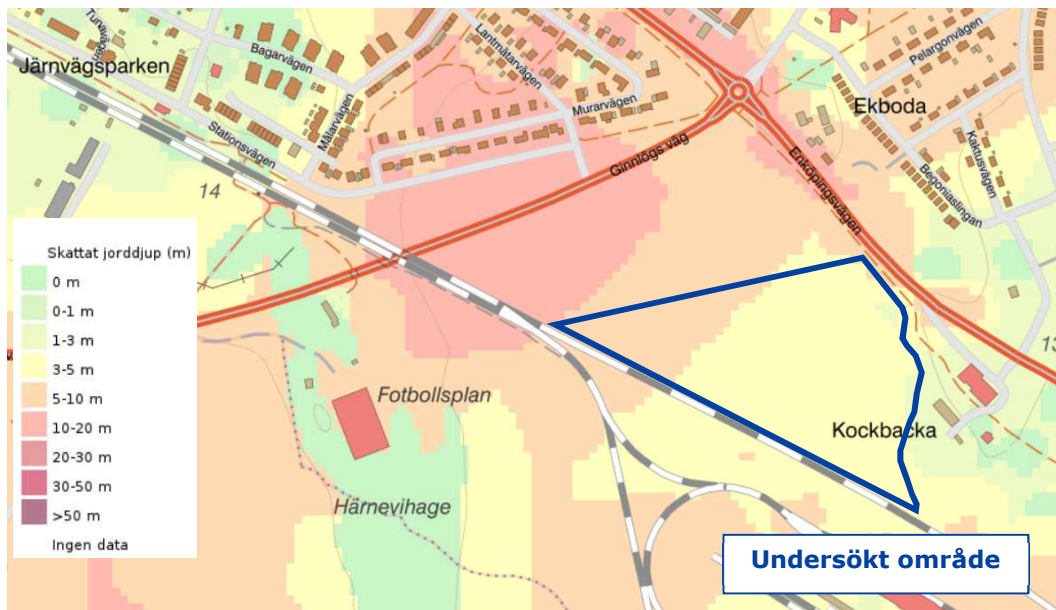 Tunavägen
Bagarvägen
Järnvägsparken
Stationsvägen
Målarvägen
Lantmätarvägen
Murarvägen
Ginnlögs väg
Enköpingsvägen
Pelargonvägen
Ekboda
Kaktusvägen
Begoniaslingan
14
13
Skattat jorddjup (m)
0 m
0-1 m
1-3 m
3-5 m
5-10 m
10-20 m
20-30 m
30-50 m
>50 m
Ingen data
Fotbollsplan
Kockbacka
Härnevihage
Undersökt område